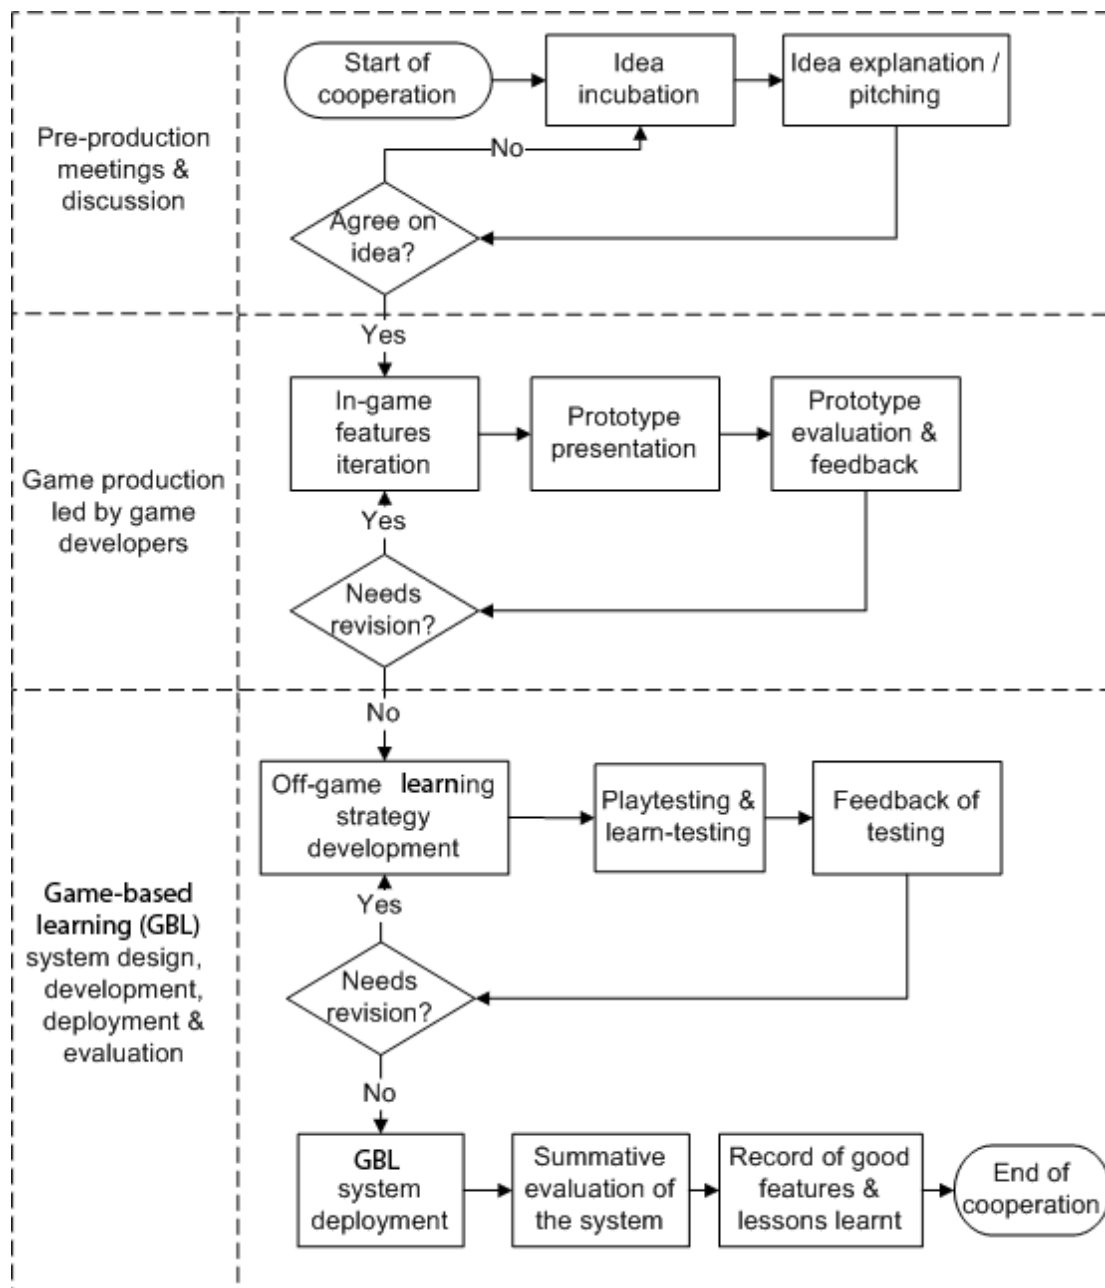 Pre-production
meetings &
discussion
Start of
cooperation
Idea
incubation
Idea explanation /
pitching
No
Agree on
idea?
Yes
Game production
led by game
developers
In-game
features
iteration
Prototype
presentation
Prototype
evaluation &
feedback
Yes
Needs
revision?
No
Game-based
learning (GBL)
system design,
development,
deployment &
evaluation
Off-game learning
strategy
development
Playtesting &
learn-testing
Feedback of
testing
Yes
Needs
revision?
No
GBL
system
deployment
Summative
evaluation of
the system
Record of good
features &
lessons learnt
End of
cooperation